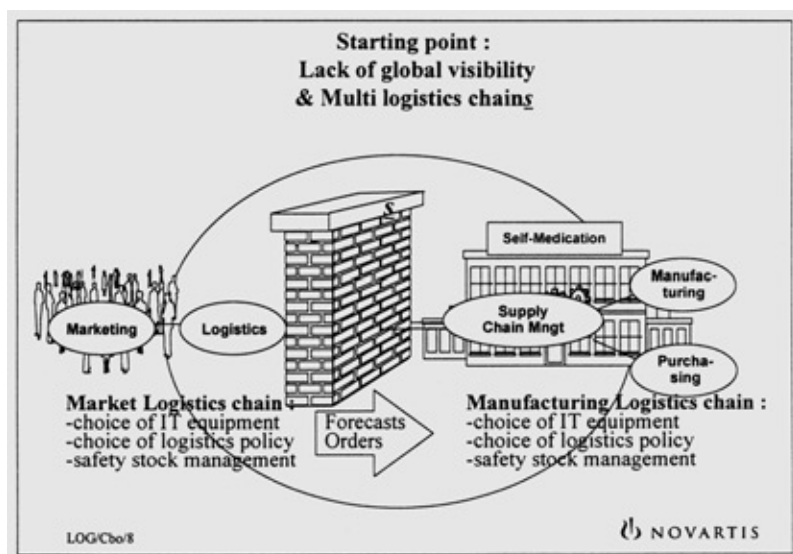 Starting point :
Lack of global visibility
& Multi logistics chains
s
Self-Medication
Manufac-
turing
Marketing
Logistics
Supply
Chain Mngt
Purcha-
sing
Market Logistics chain :
-choice of IT equipment
-choice of logistics policy
-safety stock management
Forecasts
Orders
Manufacturing Logistics chain :
-choice of IT equipment
-choice of logistics policy
-safety stock management
LOG/Cbo/8
NOVARTIS